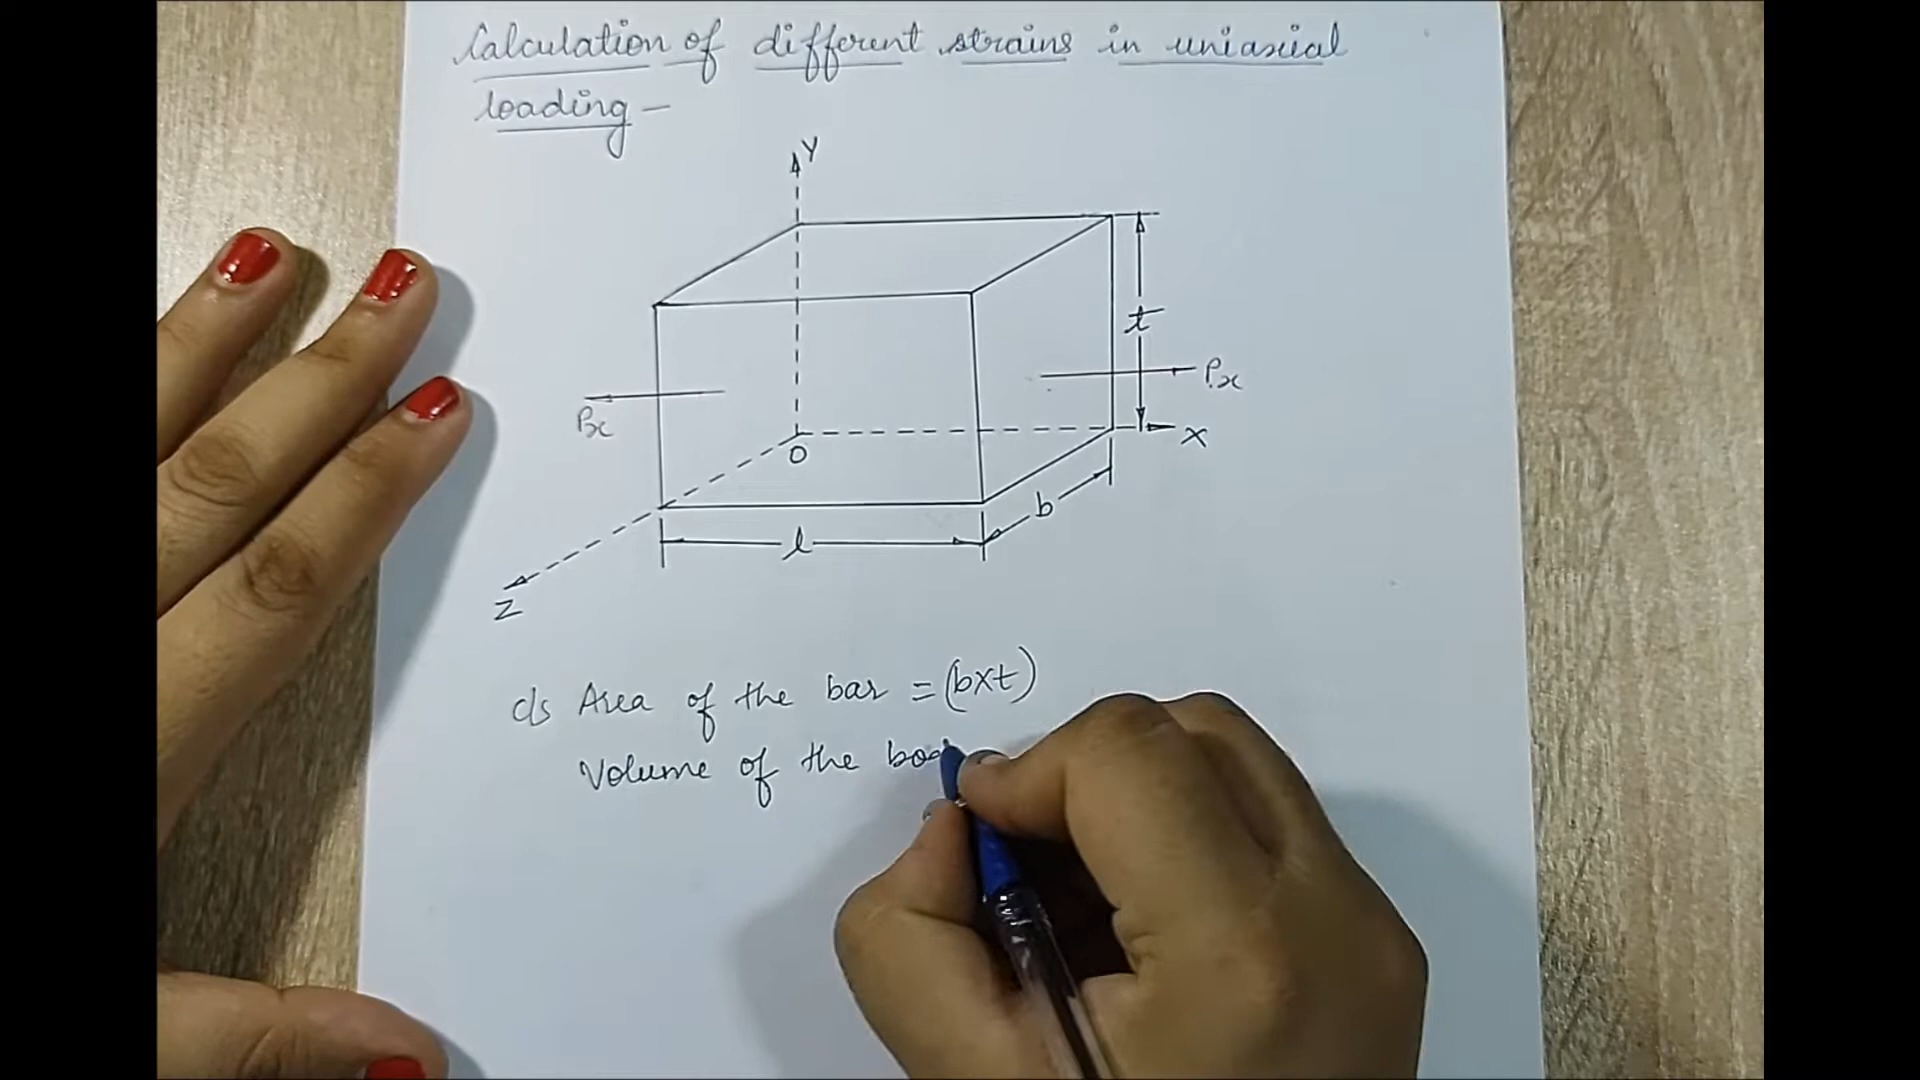 Calculation of different strains in uniaxial
loading -
Y
t
Px
Px
O
X
b
l
Z
c/s Area of the bar = (b×t)
Volume of the